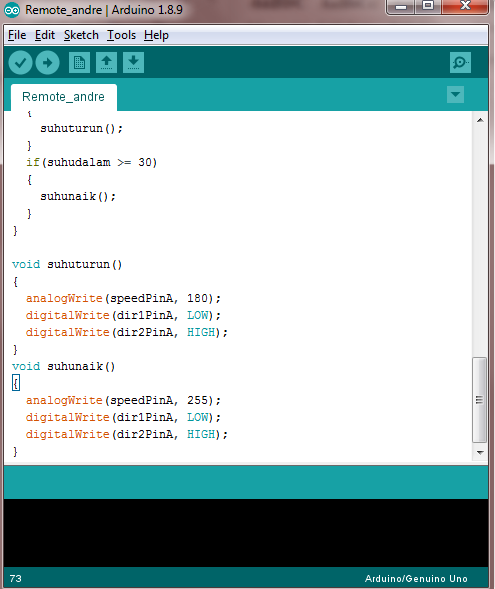 Remote_andre | Arduino 1.8.9
File Edit Sketch Tools Help
Remote_andre
{
suhuturun();
}
if(suhudalam >= 30)
{
suhunaik();
}
}
void suhuturun()
{
analogWrite(speedPinA, 180);
digitalWrite(dir1PinA, LOW);
digitalWrite(dir2PinA, HIGH);
}
void suhunaik()
{
analogWrite(speedPinA, 255);
digitalWrite(dir1PinA, LOW);
digitalWrite(dir2PinA, HIGH);
}
73 Arduino/Genuino Uno